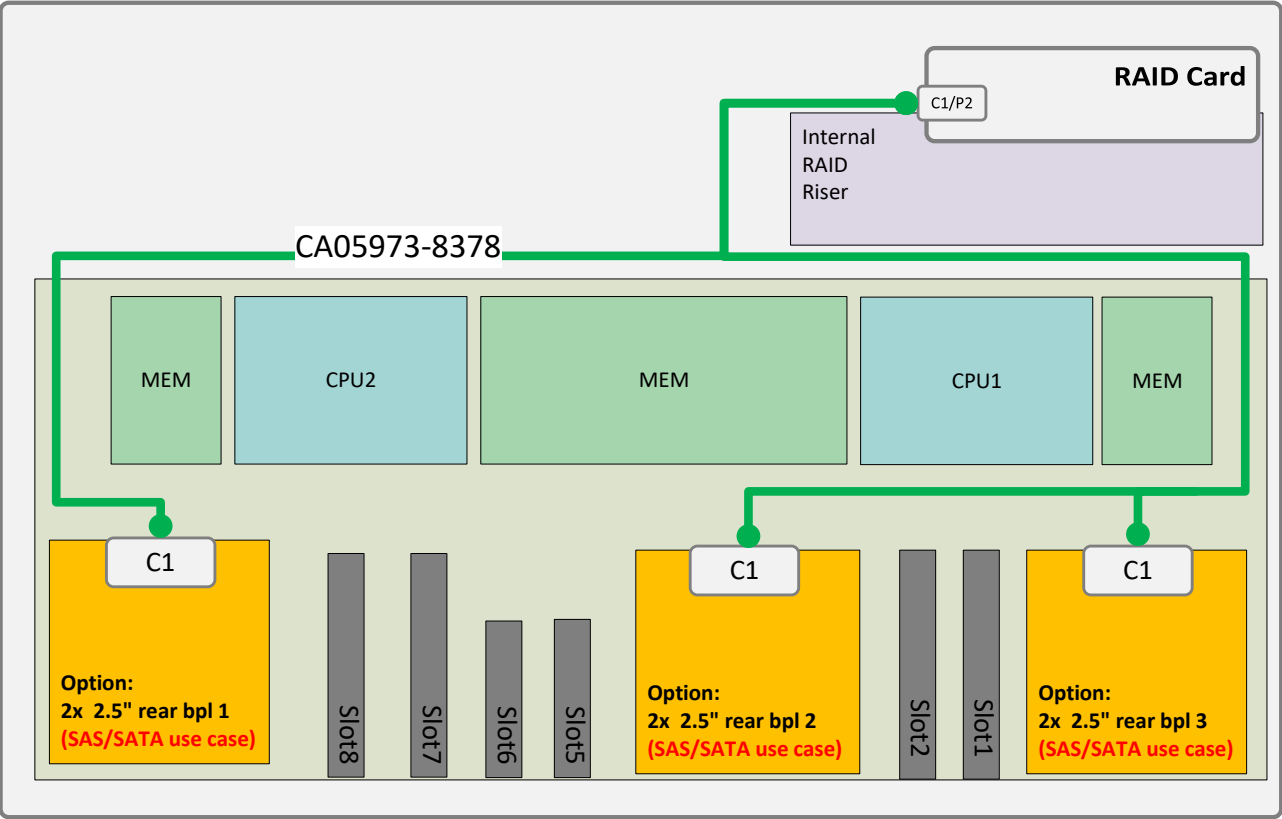 RAID Card
C1/P2
Internal
RAID
Riser
CA05973-8378
MEM
CPU2
MEM
CPU1
MEM
C1
C1
C1
Option:
2x  2.5" rear bpl 1
(SAS/SATA use case)
Slot8
Slot7
Slot6
Slot5
Option:
2x  2.5" rear bpl 2
(SAS/SATA use case)
Slot2
Slot1
Option:
2x  2.5" rear bpl 3
(SAS/SATA use case)